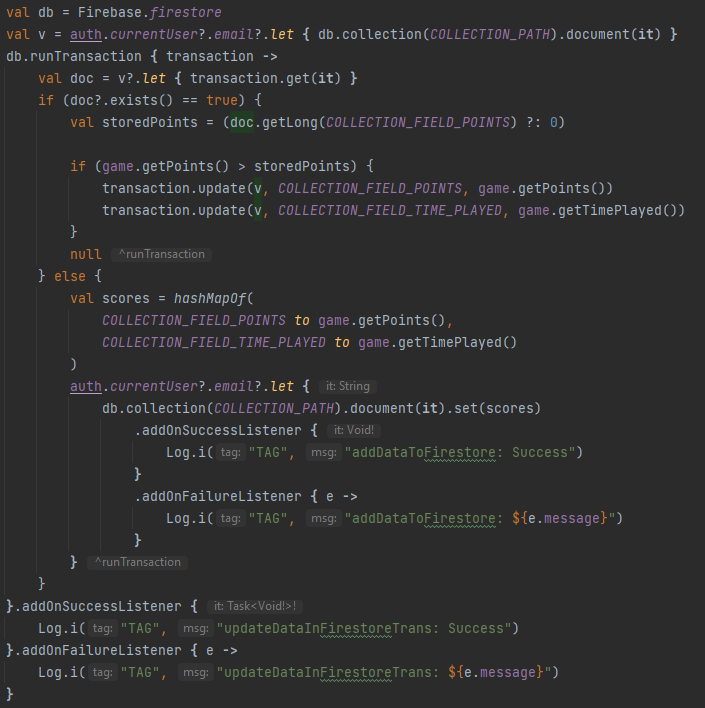 val db = Firebase.firestore
val v = auth.currentUser?.email?.let { db.collection(COLLECTION_PATH).document(it) }
db.runTransaction { transaction ->
    val doc = v?.let { transaction.get(it) }
    if (doc?.exists() == true) {
        val storedPoints = (doc.getLong(COLLECTION_FIELD_POINTS) ?: 0)

        if (game.getPoints() > storedPoints) {
            transaction.update(v, COLLECTION_FIELD_POINTS, game.getPoints())
            transaction.update(v, COLLECTION_FIELD_TIME_PLAYED, game.getTimePlayed())
        }
        null ^runTransaction
    } else {
        val scores = hashMapOf(
            COLLECTION_FIELD_POINTS to game.getPoints(),
            COLLECTION_FIELD_TIME_PLAYED to game.getTimePlayed()
        )
        auth.currentUser?.email?.let { it: String
            db.collection(COLLECTION_PATH).document(it).set(scores)
                .addOnSuccessListener { it: Void!
                    Log.i( tag: "TAG", msg: "addDataToFirestore: Success")
                }
                .addOnFailureListener { e ->
                    Log.i( tag: "TAG", msg: "addDataToFirestore: ${e.message}")
                }
        } ^runTransaction
    }
}.addOnSuccessListener { it: Task<Void!>!
    Log.i( tag: "TAG", msg: "updateDataInFirestoreTrans: Success")
}.addOnFailureListener { e ->
    Log.i( tag: "TAG", msg: "updateDataInFirestoreTrans: ${e.message}")
}